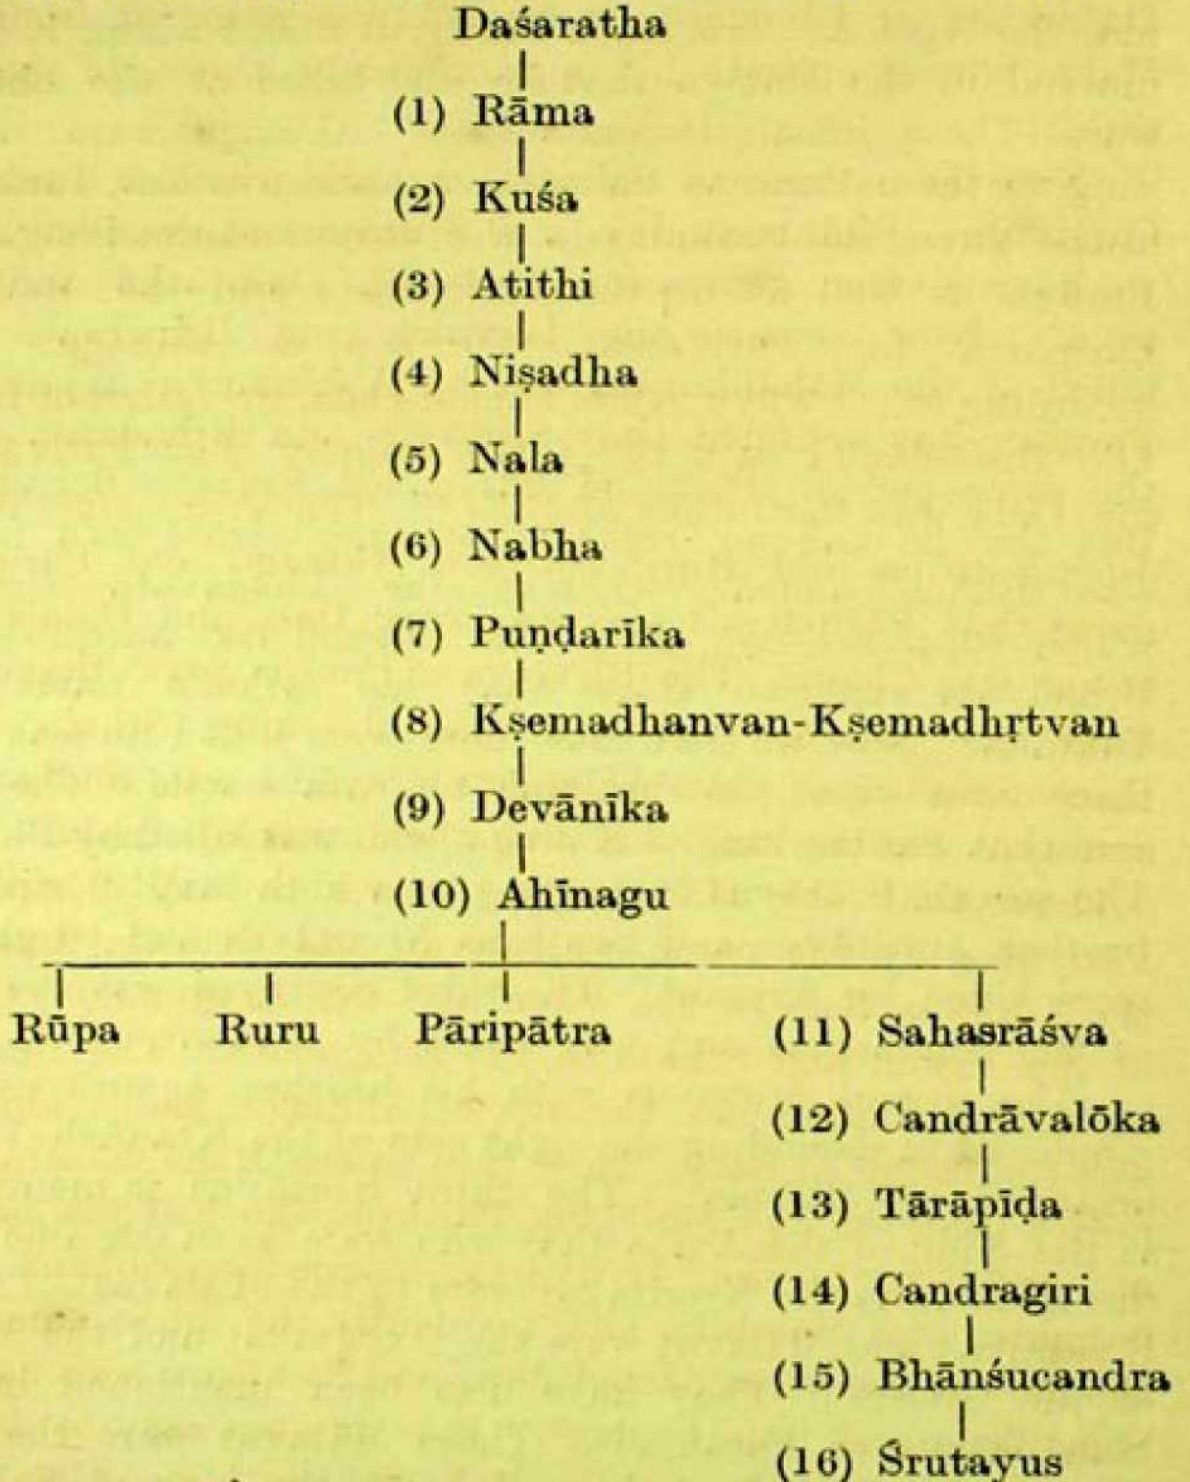 Daśaratha
(1) Rāma
(2) Kuśa
(3) Atithi
(4) Niṣadha
(5) Nala
(6) Nabha
(7) Puṇḍarīka
(8) Kṣemadhanvan-Kṣemadhṛtvan
(9) Devānīka
(10) Ahīnagu
Rūpa Ruru Pāripātra (11) Sahasrāśva
(12) Candrāvalōka
(13) Tārāpīḍa
(14) Candragiri
(15) Bhānśucandra
(16) Śrutayus